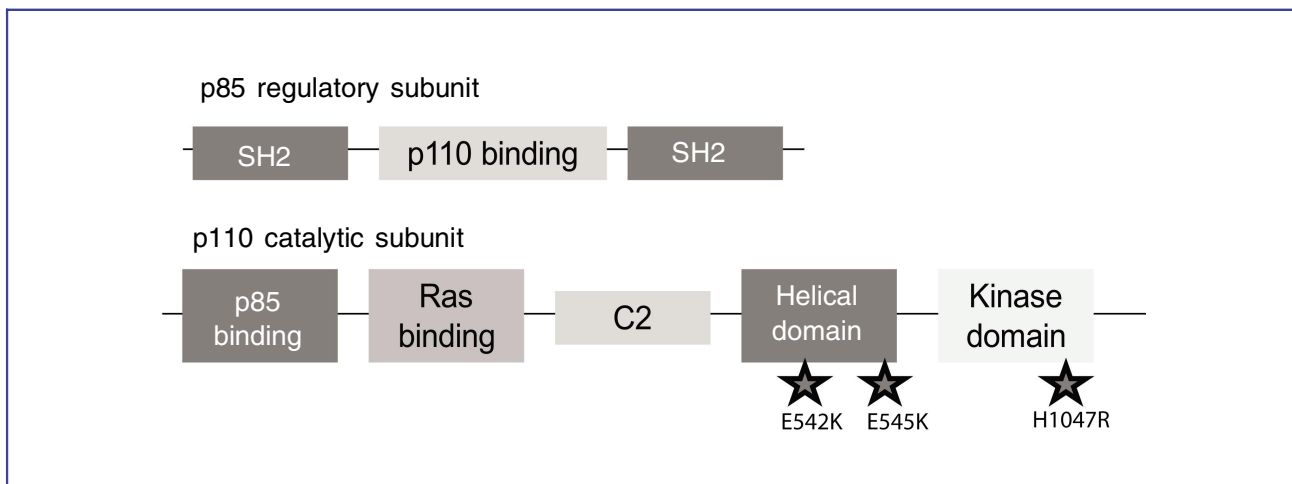 p85 regulatory subunit
SH2
p110 binding
SH2
p110 catalytic subunit
p85
binding
Ras
binding
C2
Helical
domain
Kinase
domain
E542K
E545K
H1047R